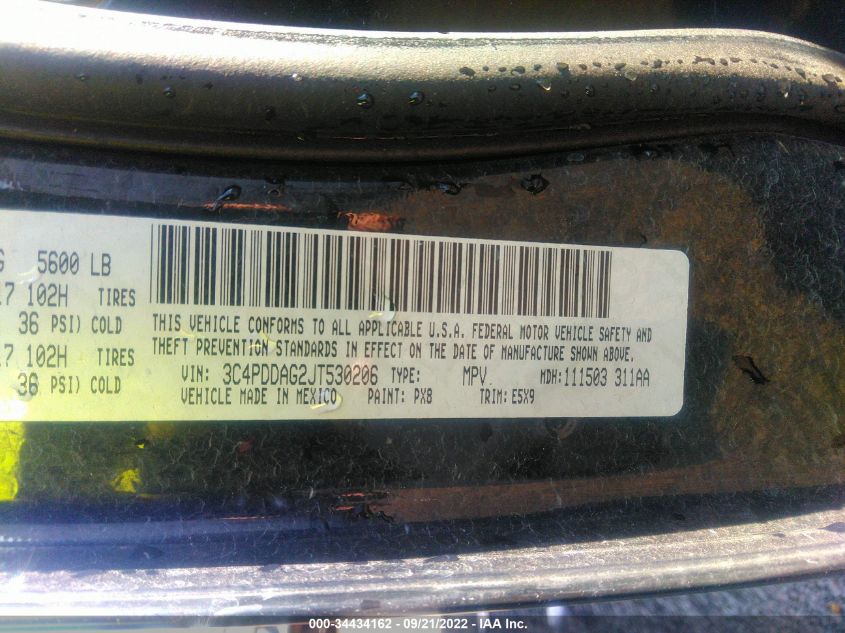 5600 LB
102H TIRES
36 PSI) COLD
102H TIRES
36 PSI) COLD
THIS VEHICLE CONFORMS TO ALL APPLICABLE U.S.A. FEDERAL MOTOR VEHICLE SAFETY AND
THEFT PREVENTION STANDARDS IN EFFECT ON THE DATE OF MANUFACTURE SHOWN ABOVE.
VIN: 3C4PDDAG2JT530206 TYPE: MPV MDH:111503 311AA
VEHICLE MADE IN MEXICO PAINT: PX8 TRIM: E5X9
000-34434162 - 09/21/2022 - IAA Inc.